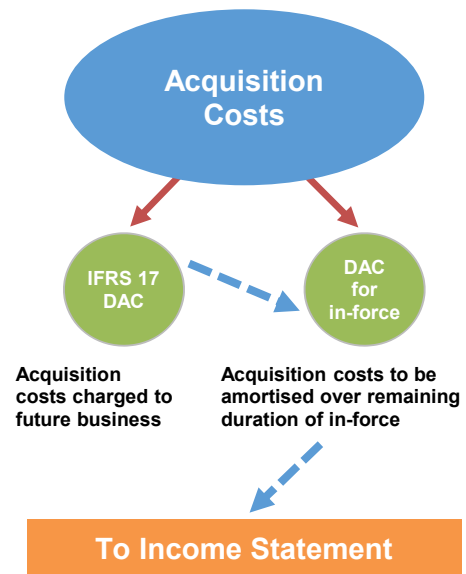 Acquisition
Costs
IFRS 17
DAC
DAC
for
in-force
Acquisition
costs charged to
future business
Acquisition costs to be
amortised over remaining
duration of in-force
To Income Statement